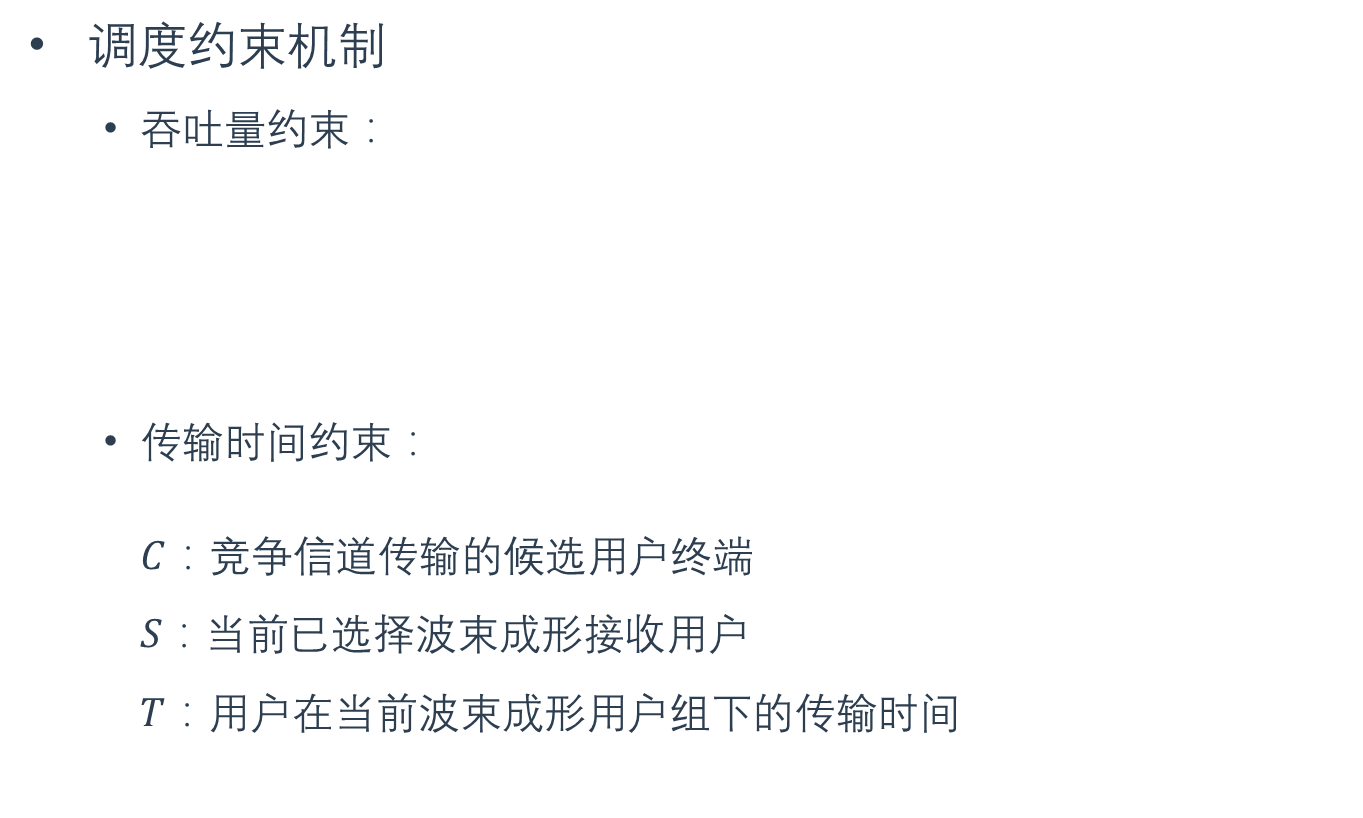 • 调度约束机制
• 吞吐量约束：
• 传输时间约束：
C：竞争信道传输的候选用户终端
S：当前已选择波束成形接收用户
T：用户在当前波束成形用户组下的传输时间